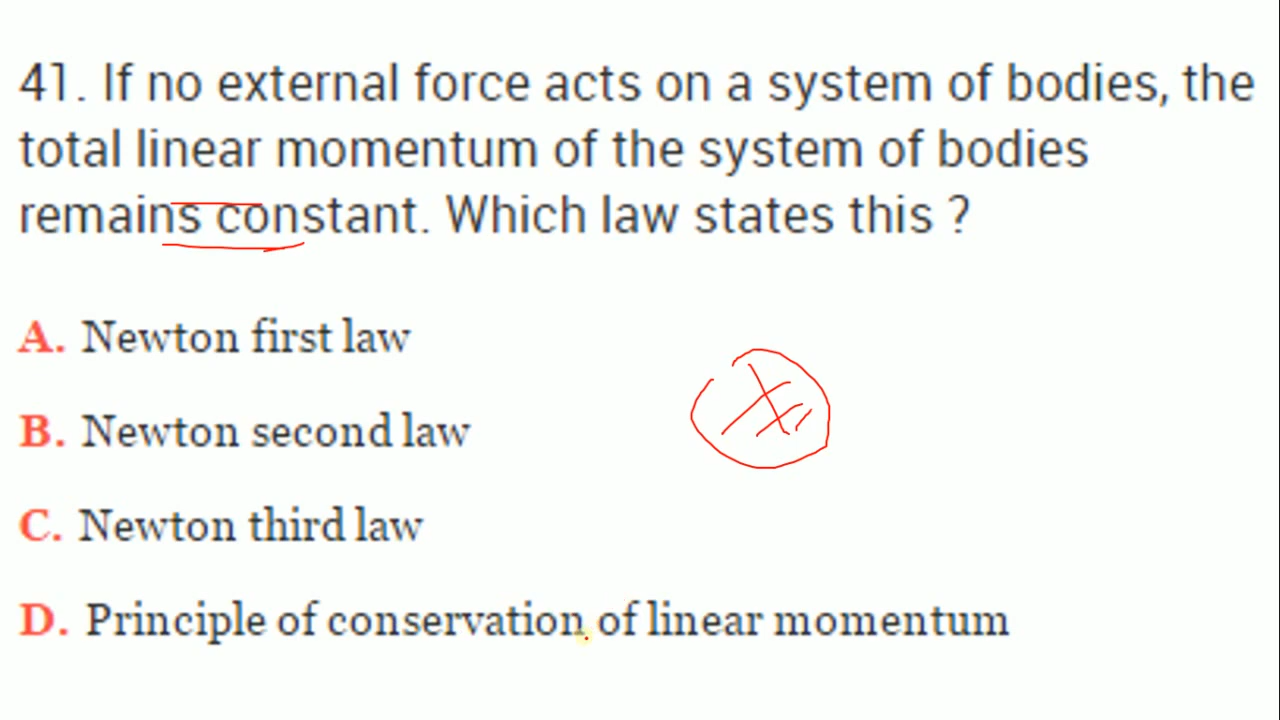 41. If no external force acts on a system of bodies, the
total linear momentum of the system of bodies
remains constant. Which law states this ?
A. Newton first law
B. Newton second law
C. Newton third law
D. Principle of conservation of linear momentum